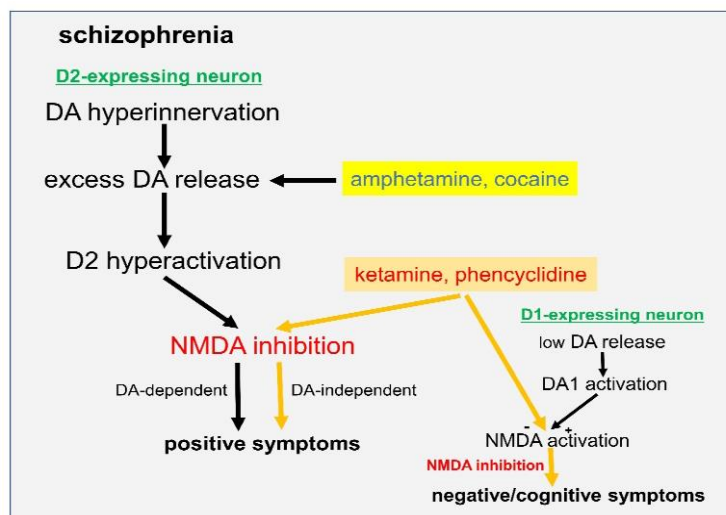 schizophrenia
D2-expressing neuron
DA hyperinnervation
excess DA release
amphetamine, cocaine
D2 hyperactivation
ketamine, phencyclidine
D1-expressing neuron
low DA release
NMDA inhibition
DA-dependent
DA-independent
DA1 activation
positive symptoms
- +
NMDA activation
NMDA inhibition
negative/cognitive symptoms